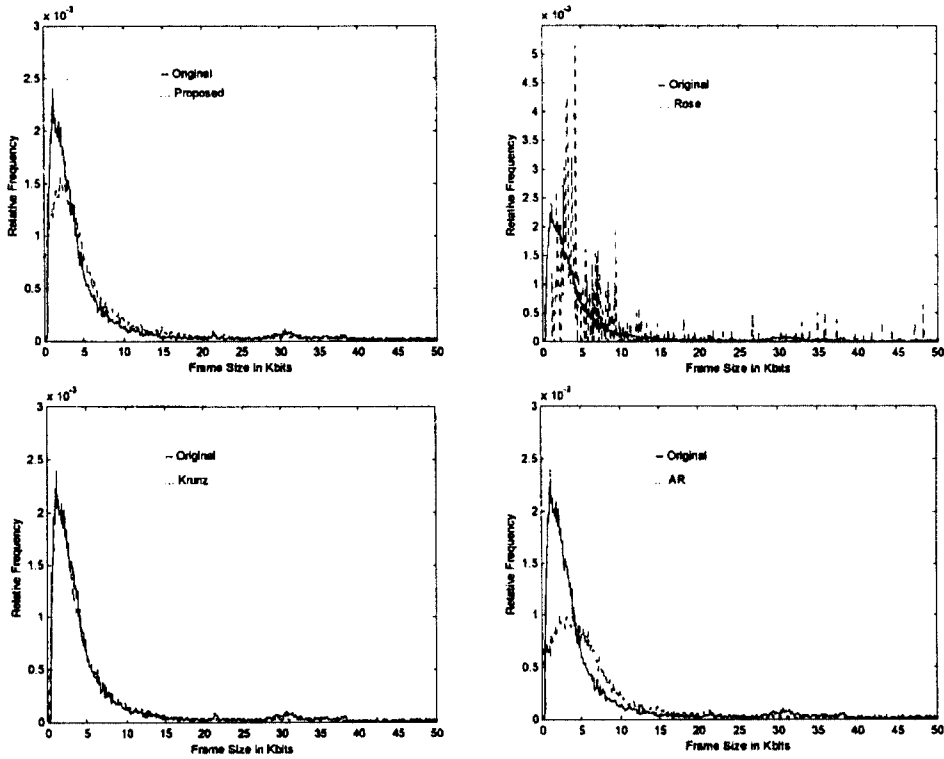 x 10-3
3
2.5
2
1.5
1
0.5
0
-- Original
... Proposed
Relative Frequency
0 5 10 15 20 25 30 35 40 45 50
Frame Size in Kbits
x 10-3
5
4.5
4
3.5
3
2.5
2
1.5
1
0.5
0
-- Original
... Rose
Relative Frequency
0 5 10 15 20 25 30 35 40 45 50
Frame Size in Kbits
x 10-3
3
2.5
2
1.5
1
0.5
0
-- Original
... Krunz
Relative Frequency
0 5 10 15 20 25 30 35 40 45 50
Frame Size in Kbits
3
2.5
2
1.5
1
0.5
0
-- Original
... AR
Relative Frequency
0 5 10 15 20 25 30 35 40 45 50
Frame Size in Kbits